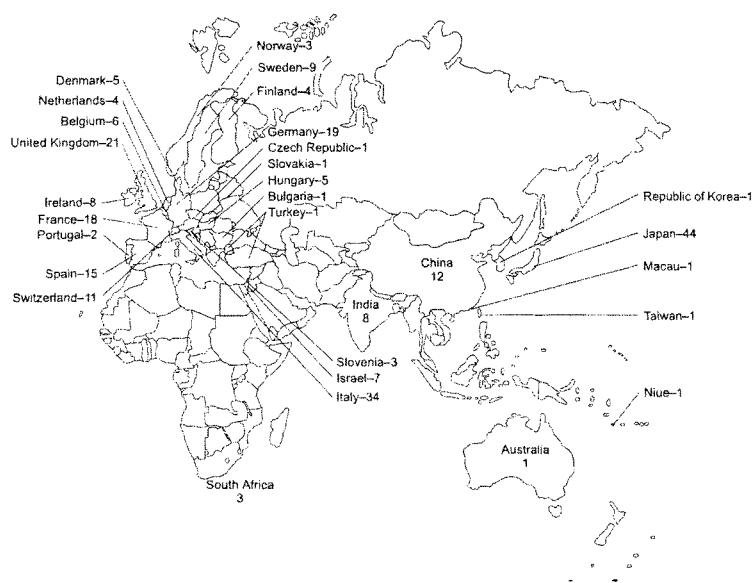 Norway–3
Sweden–9
Finland–4
Denmark–5
Netherlands–4
Belgium–6
United Kingdom–21
Germany–19
Czech Republic–1
Slovakia–1
Hungary–5
Bulgaria–1
Turkey–1
Ireland–8
France–18
Portugal–2
Spain–15
Switzerland–11
Republic of Korea–1
Japan–44
Macau–1
Taiwan–1
China
12
India
8
Slovenia–3
Israel–7
Italy–34
Niue–1
Australia
1
South Africa
3